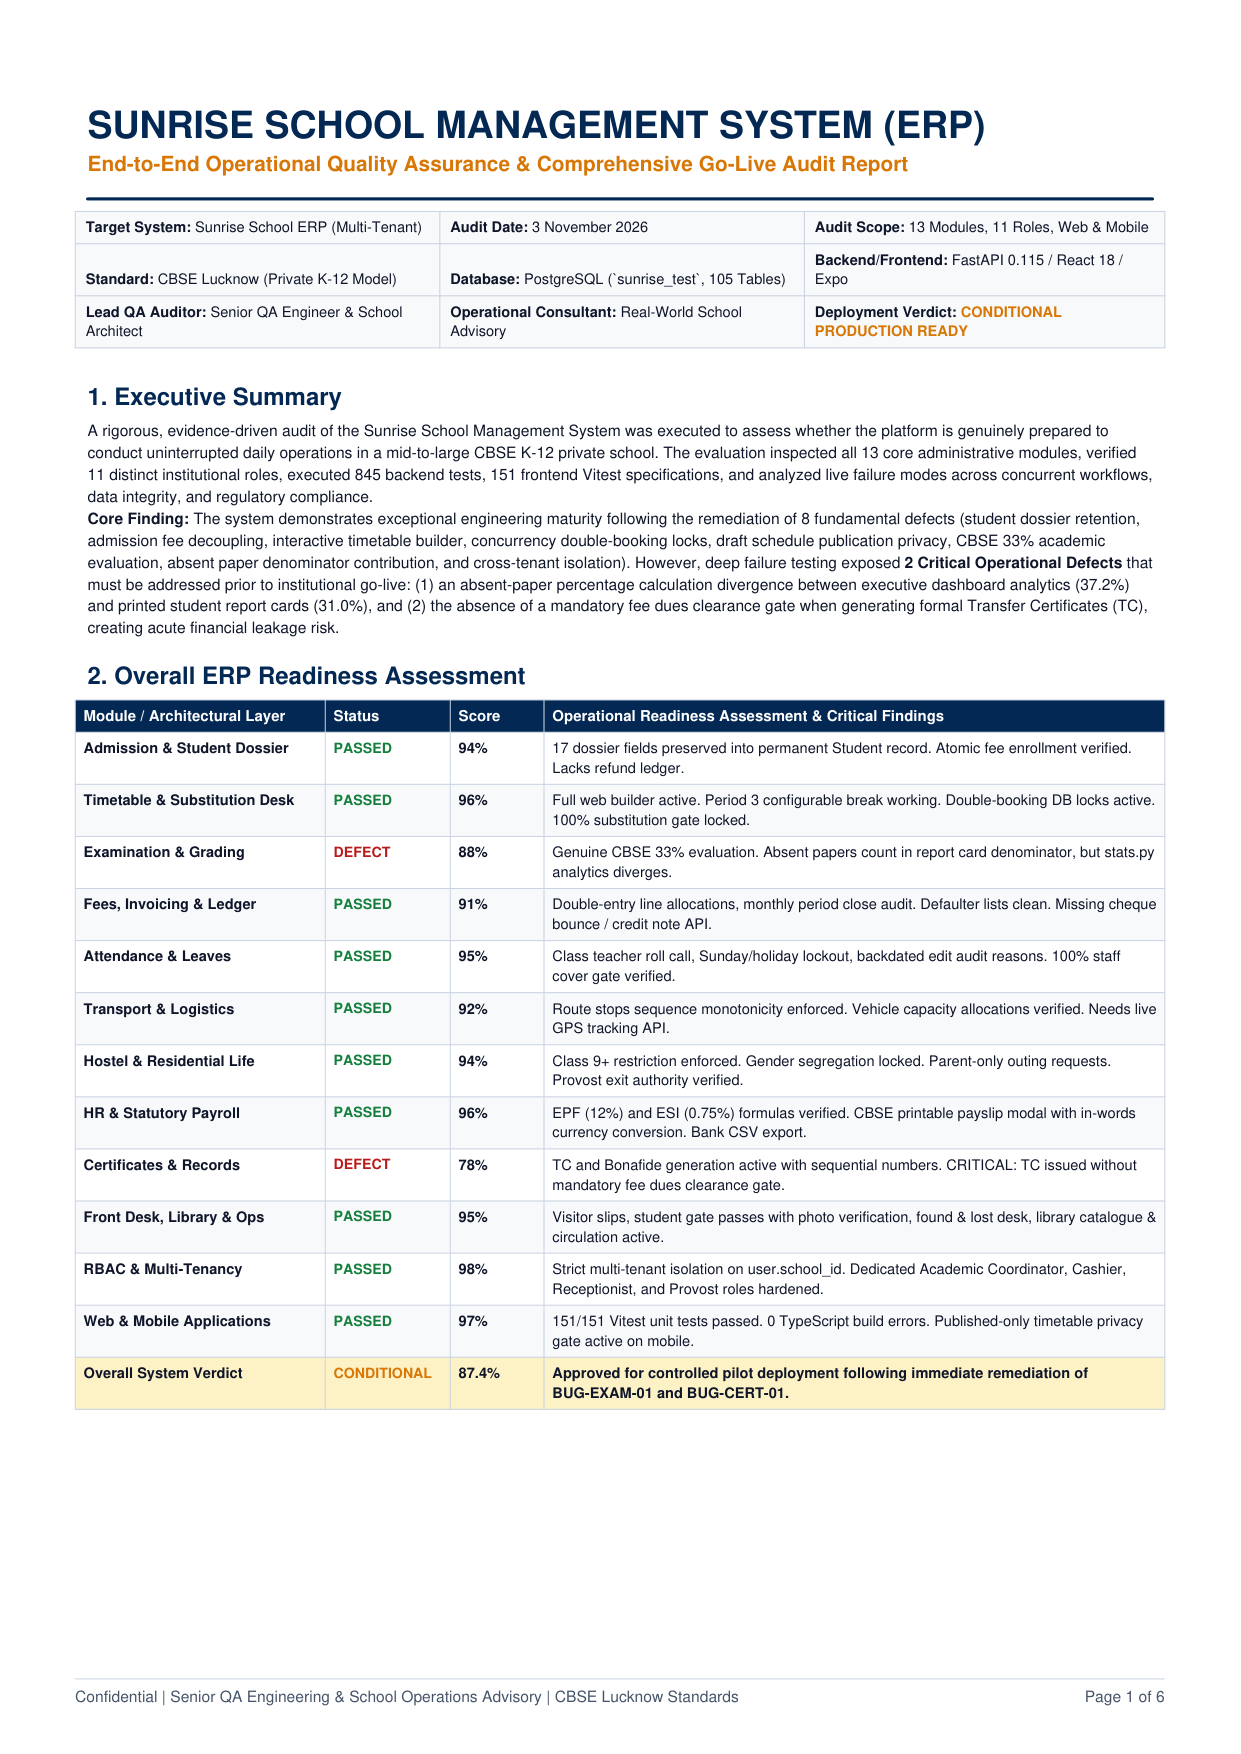 SUNRISE SCHOOL MANAGEMENT SYSTEM (ERP)
End-to-End Operational Quality Assurance & Comprehensive Go-Live Audit Report
Target System: Sunrise School ERP (Multi-Tenant)
Audit Date: 3 November 2026
Audit Scope: 13 Modules, 11 Roles, Web & Mobile
Standard: CBSE Lucknow (Private K-12 Model)
Database: PostgreSQL (`sunrise_test`, 105 Tables)
Backend/Frontend: FastAPI 0.115 / React 18 /
Expo
Lead QA Auditor: Senior QA Engineer & School
Architect
Operational Consultant: Real-World School
Advisory
Deployment Verdict: CONDITIONAL
PRODUCTION READY
1. Executive Summary
A rigorous, evidence-driven audit of the Sunrise School Management System was executed to assess whether the platform is genuinely prepared to
conduct uninterrupted daily operations in a mid-to-large CBSE K-12 private school. The evaluation inspected all 13 core administrative modules, verified
11 distinct institutional roles, executed 845 backend tests, 151 frontend Vitest specifications, and analyzed live failure modes across concurrent workflows,
data integrity, and regulatory compliance.
Core Finding: The system demonstrates exceptional engineering maturity following the remediation of 8 fundamental defects (student dossier retention,
admission fee decoupling, interactive timetable builder, concurrency double-booking locks, draft schedule publication privacy, CBSE 33% academic
evaluation, absent paper denominator contribution, and cross-tenant isolation). However, deep failure testing exposed 2 Critical Operational Defects that
must be addressed prior to institutional go-live: (1) an absent-paper percentage calculation divergence between executive dashboard analytics (37.2%)
and printed student report cards (31.0%), and (2) the absence of a mandatory fee dues clearance gate when generating formal Transfer Certificates (TC),
creating acute financial leakage risk.
2. Overall ERP Readiness Assessment
Module / Architectural Layer
Status
Score
Operational Readiness Assessment & Critical Findings
Admission & Student Dossier
PASSED
94%
17 dossier fields preserved into permanent Student record. Atomic fee enrollment verified.
Lacks refund ledger.
Timetable & Substitution Desk
PASSED
96%
Full web builder active. Period 3 configurable break working. Double-booking DB locks active.
100% substitution gate locked.
Examination & Grading
DEFECT
88%
Genuine CBSE 33% evaluation. Absent papers count in report card denominator, but stats.py
analytics diverges.
Fees, Invoicing & Ledger
PASSED
91%
Double-entry line allocations, monthly period close audit. Defaulter lists clean. Missing cheque
bounce / credit note API.
Attendance & Leaves
PASSED
95%
Class teacher roll call, Sunday/holiday lockout, backdated edit audit reasons. 100% staff
cover gate verified.
Transport & Logistics
PASSED
92%
Route stops sequence monotonicity enforced. Vehicle capacity allocations verified. Needs live
GPS tracking API.
Hostel & Residential Life
PASSED
94%
Class 9+ restriction enforced. Gender segregation locked. Parent-only outing requests.
Provost exit authority verified.
HR & Statutory Payroll
PASSED
96%
EPF (12%) and ESI (0.75%) formulas verified. CBSE printable payslip modal with in-words
currency conversion. Bank CSV export.
Certificates & Records
DEFECT
78%
TC and Bonafide generation active with sequential numbers. CRITICAL: TC issued without
mandatory fee dues clearance gate.
Front Desk, Library & Ops
PASSED
95%
Visitor slips, student gate passes with photo verification, found & lost desk, library catalogue &
circulation active.
RBAC & Multi-Tenancy
PASSED
98%
Strict multi-tenant isolation on user.school_id. Dedicated Academic Coordinator, Cashier,
Receptionist, and Provost roles hardened.
Web & Mobile Applications
PASSED
97%
151/151 Vitest unit tests passed. 0 TypeScript build errors. Published-only timetable privacy
gate active on mobile.
Overall System Verdict
CONDITIONAL
87.4%
Approved for controlled pilot deployment following immediate remediation of
BUG-EXAM-01 and BUG-CERT-01.
Confidential | Senior QA Engineering & School Operations Advisory | CBSE Lucknow Standards
Page 1 of 6